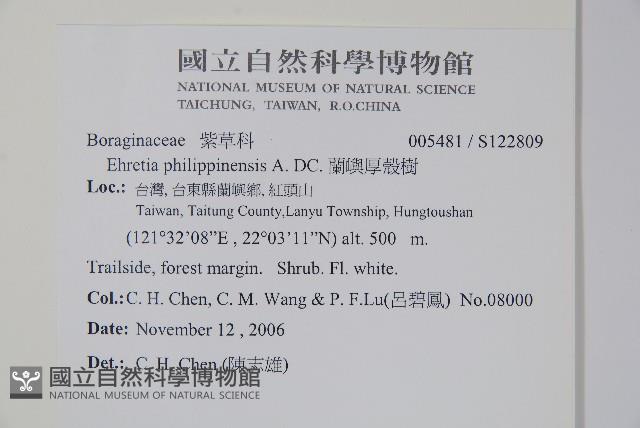 國立自然科學博物館
NATIONAL MUSEUM OF NATURAL SCIENCE
TAICHUNG, TAIWAN, R.O.CHINA
Boraginaceae 紫草科 005481 / S122809
Ehretia philippinensis A. DC. 蘭嶼厚殼樹
Loc.: 台灣, 台東縣蘭嶼鄉, 紅頭山
Taiwan, Taitung County,Lanyu Township, Hungtoushan
(121°32'08”E , 22°03'11”N) alt. 500 m.
Trailside, forest margin. Shrub. Fl. white.
Col.:C. H. Chen, C. M. Wang & P. F.Lu(呂碧鳳) No.08000
Date: November 12 , 2006
Det.: C. H. Chen (陳志雄)
國立自然科學博物館
NATIONAL MUSEUM OF NATURAL SCIENCE